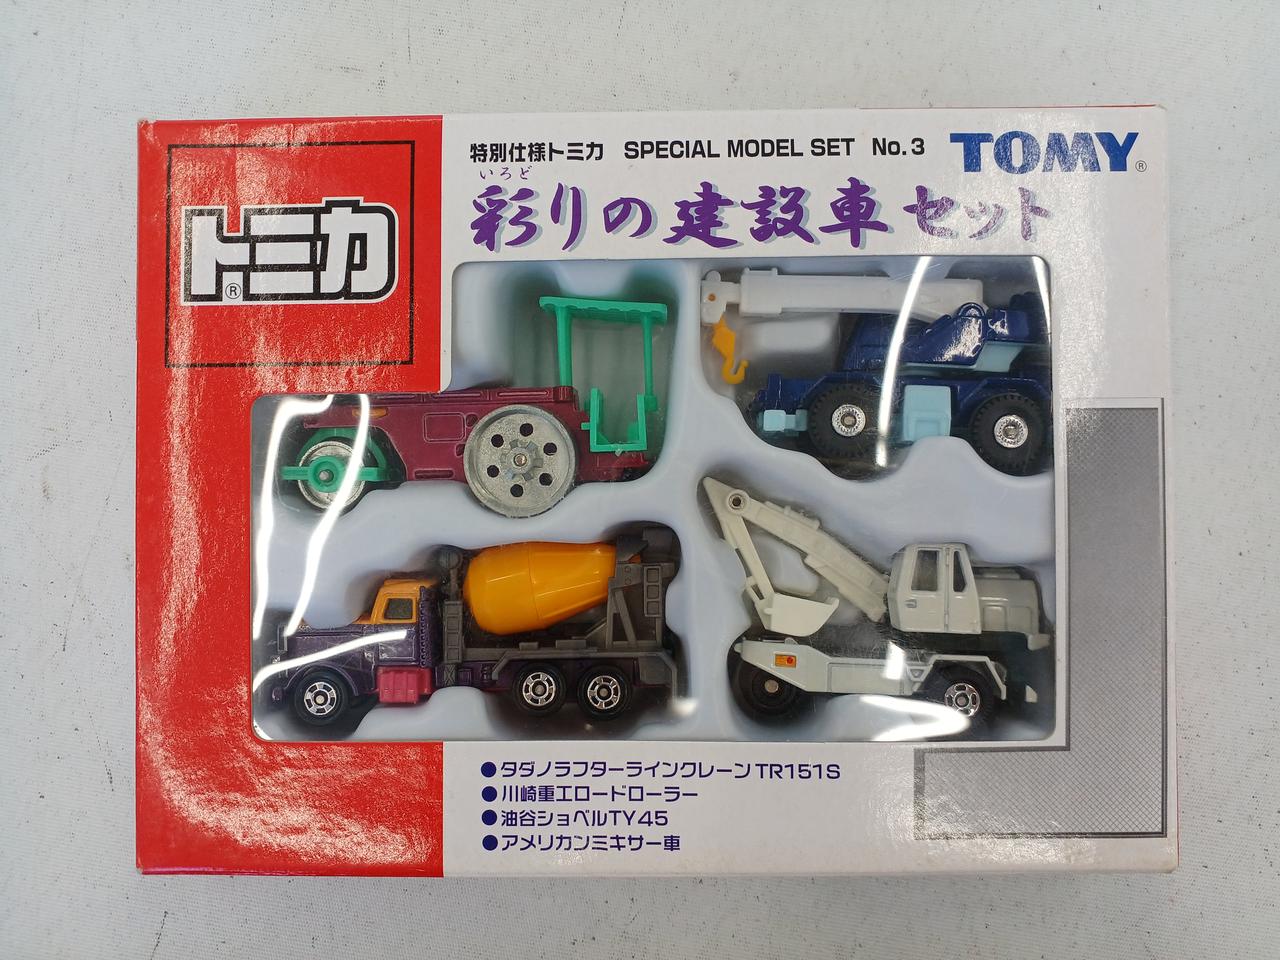 トミカ®
特別仕様トミカ SPECIAL MODEL SET No.3
TOMY®
いろど
彩りの建設車セット
●タダノラフターラインクレーンTR151S
●川崎重工ロードローラー
●油谷ショベルTY45
●アメリカンミキサー車